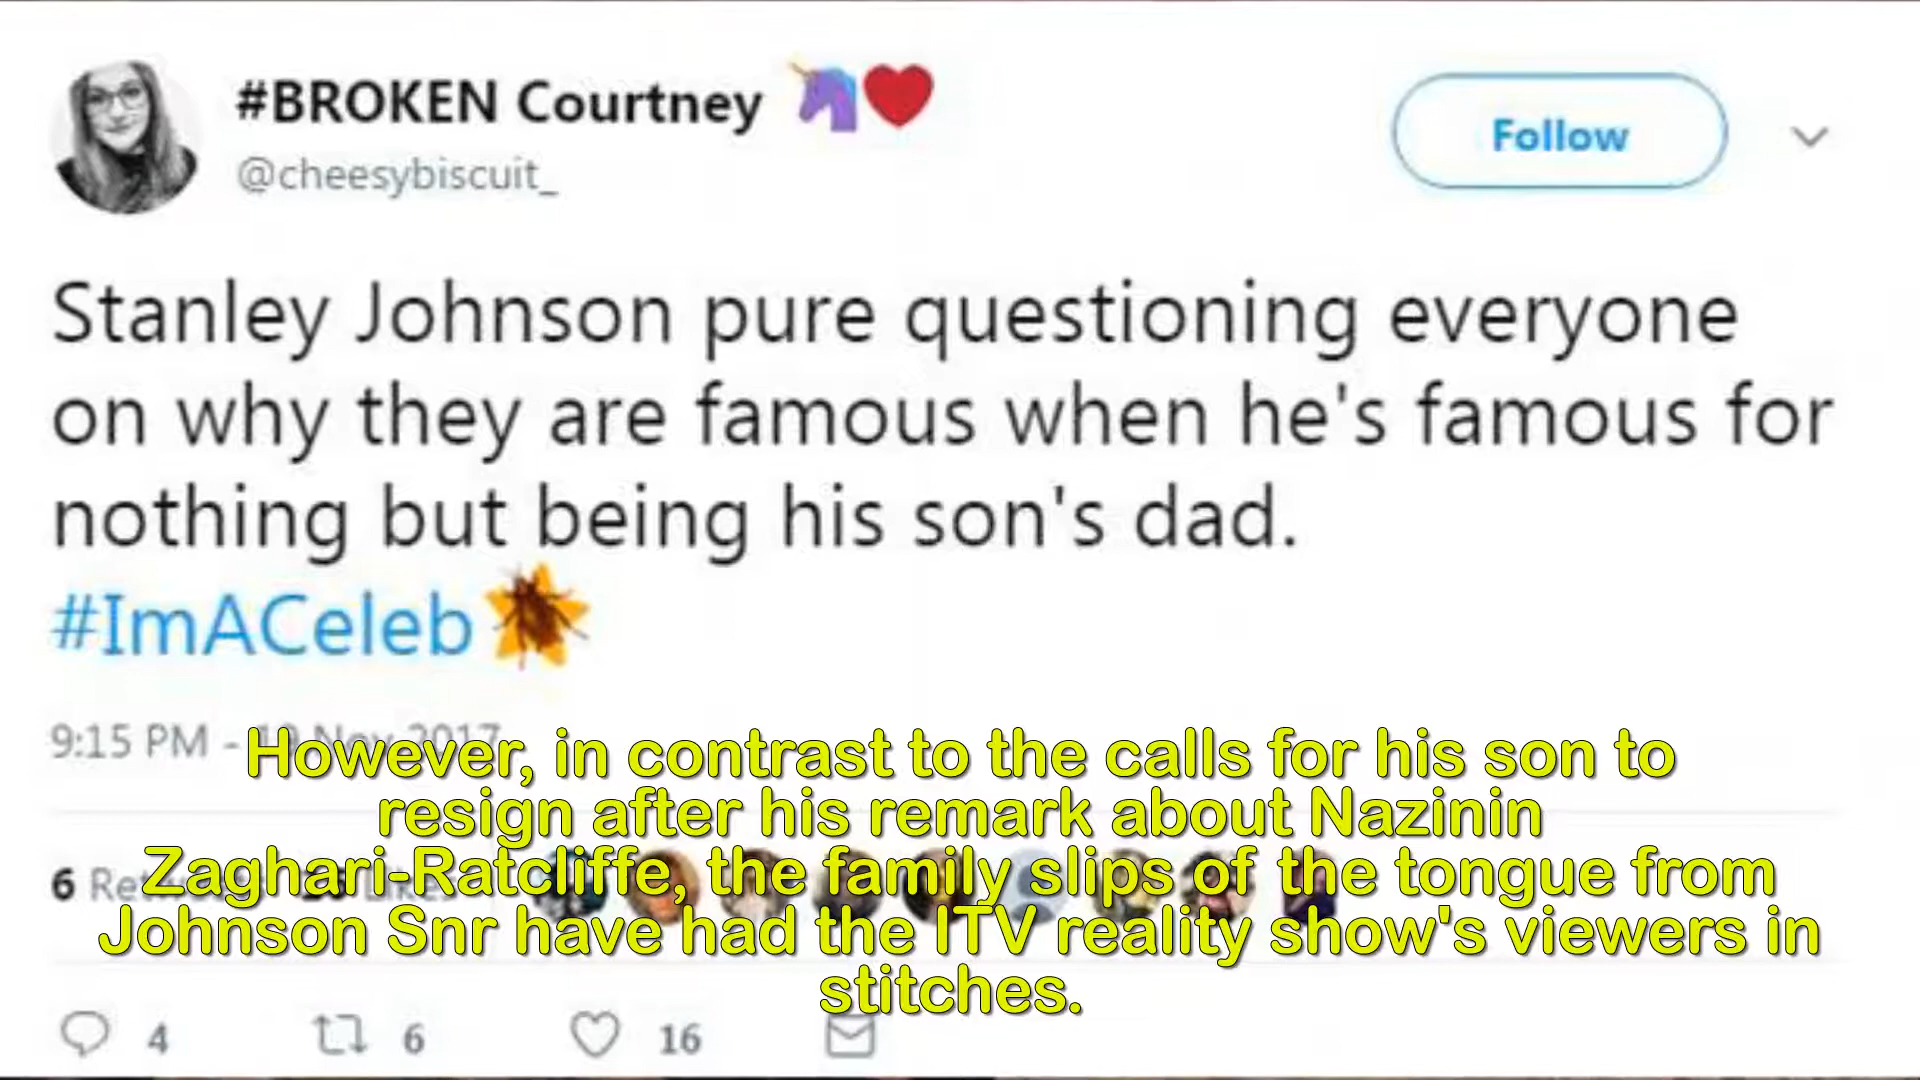 #BROKEN Courtney
@cheesybiscuit_
Follow
Stanley Johnson pure questioning everyone
on why they are famous when he's famous for
nothing but being his son's dad.
#ImACeleb
9:15 PM - 19 Nov 2017
However, in contrast to the calls for his son to
resign after his remark about Nazinin
Zaghari-Ratcliffe, the family slips of the tongue from
Johnson Snr have had the ITV reality show's viewers in
stitches.
6
4
6
16